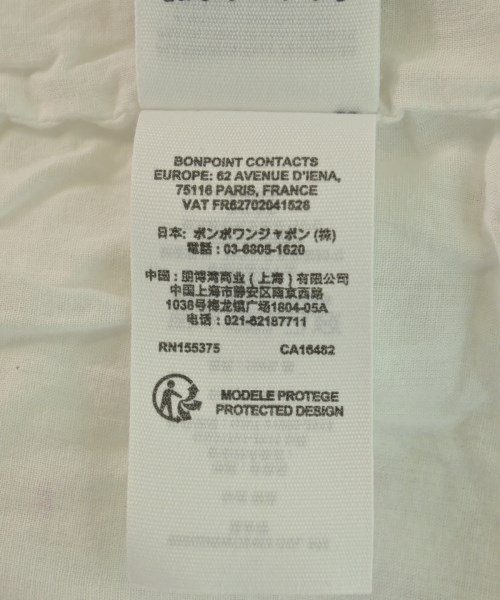 BONPOINT CONTACTS
EUROPE: 62 AVENUE D'IENA,
75116 PARIS, FRANCE
VAT FR62702041526
日本: ボンポワンジャポン (株)
電話 : 03-6805-1620
中国 : 朋博湾商业 ( 上海 ) 有限公司
中国上海市静安区南京西路
1038号梅龙镇广场1804-05A
电话 : 021-62187711
RN155375 CA16482
MODELE PROTEGE
PROTECTED DESIGN